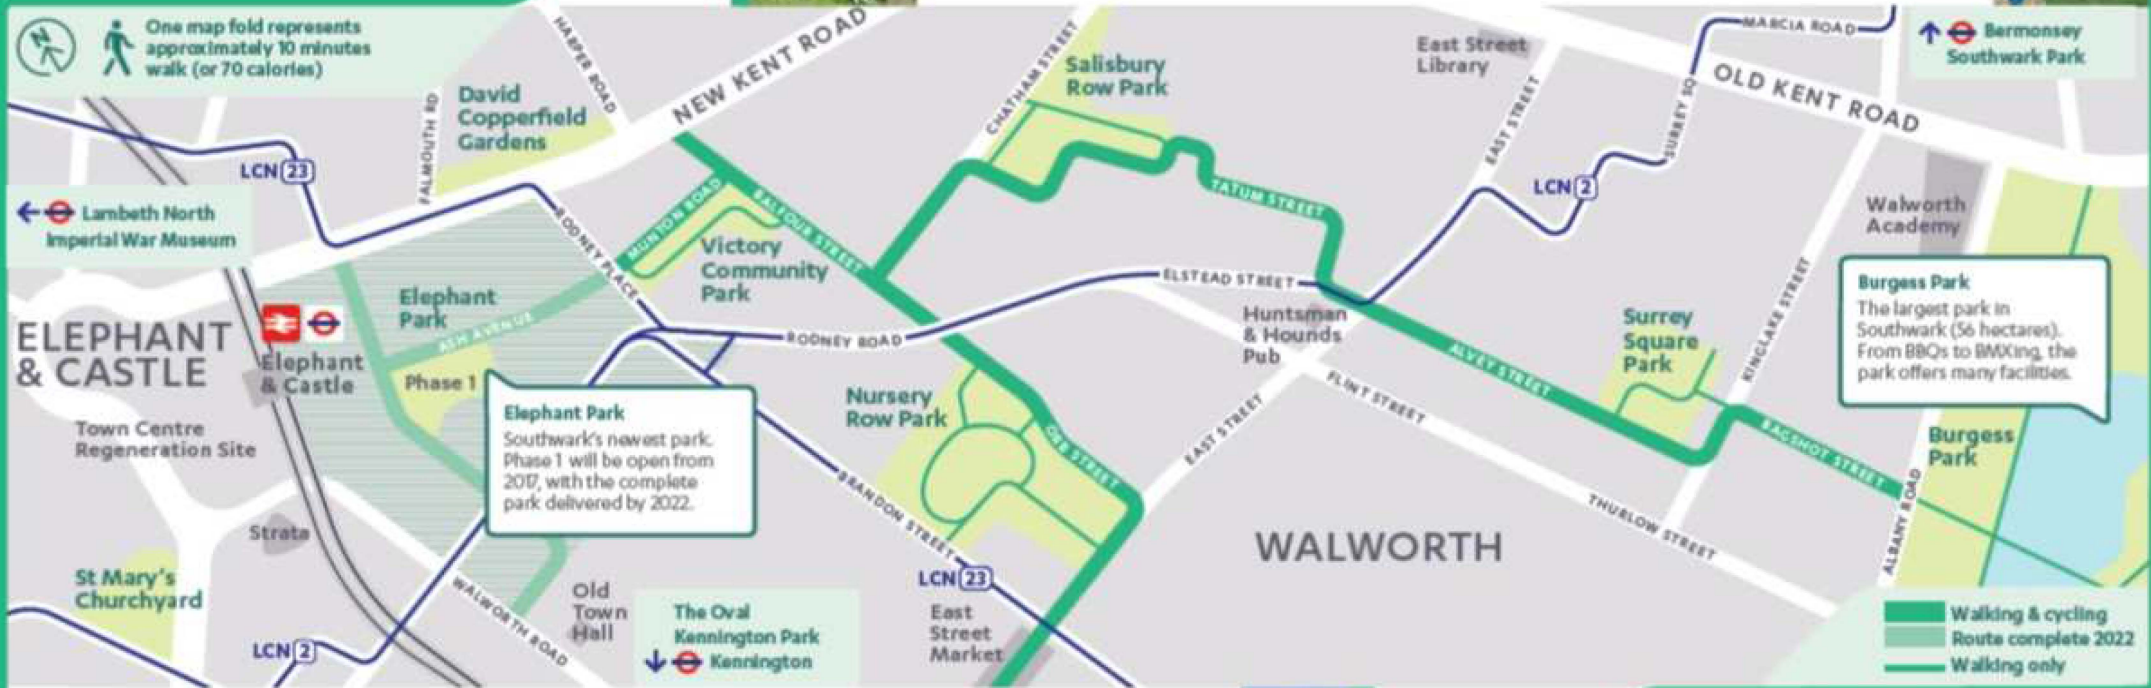 N
One map fold represents
approximately 10 minutes
walk (or 70 calories)
HARPER ROAD
NEW KENT ROAD
CHATHAM STREET
Salisbury
Row Park
East Street
Library
MARCIA ROAD
Bermonsey
Southwark Park
OLD KENT ROAD
SURREY SQ
EAST STREET
FALMOUTH RD
David
Copperfield
Gardens
LCN 23
LCN 2
Lambeth North
Imperial War Museum
RODNEY PLACE
MUNTON ROAD
BALFOUR STREET
TATUM STREET
Walworth
Academy
Victory
Community
Park
ELSTEAD STREET
Elephant
Park
ASH AVENUE
ELEPHANT
& CASTLE
Elephant
& Castle
Phase 1
RODNEY ROAD
Huntsman
& Hounds
Pub
Surrey
Square
Park
KINGLAKE STREET
Burgess Park
The largest park in
Southwark (56 hectares).
From BBQs to BMXing, the
park offers many facilities.
ALVEY STREET
FLINT STREET
Nursery
Row Park
Elephant Park
Southwark's newest park.
Phase 1 will be open from
2017, with the complete
park delivered by 2022.
Town Centre
Regeneration Site
ORB STREET
EAST STREET
BAGSHOT STREET
Burgess
Park
BRANDON STREET
THURLOW STREET
ALBANY ROAD
Strata
WALWORTH
St Mary's
Churchyard
LCN 23
WALWORTH ROAD
Old
Town
Hall
The Oval
Kennington Park
Kennington
East
Street
Market
LCN 2
Walking & cycling
Route complete 2022
Walking only